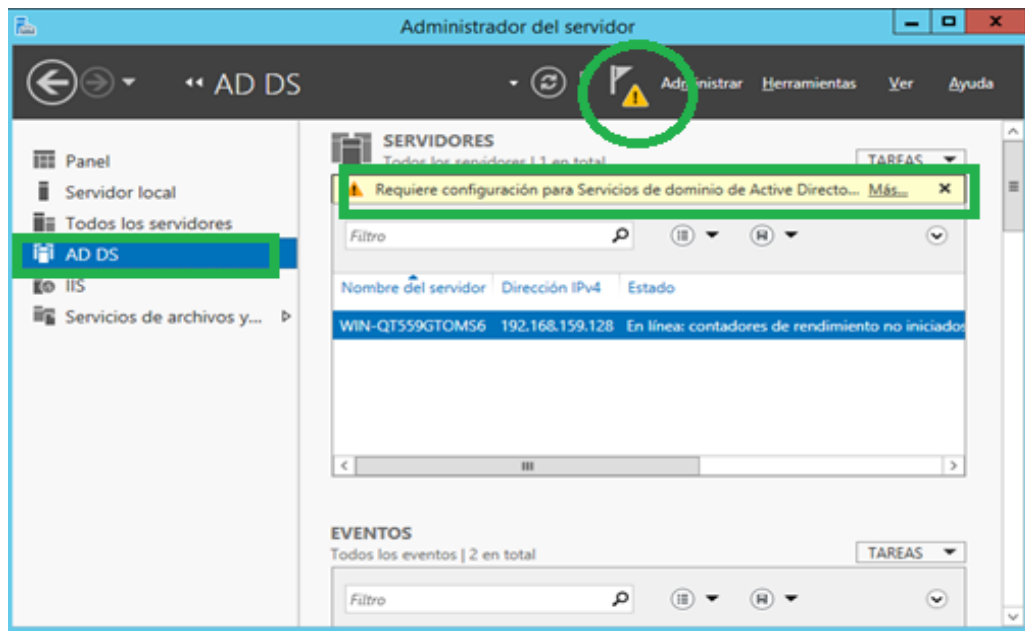 Administrador del servidor
AD DS
Administrar Herramientas Ver Ayuda
Panel
Servidor local
Todos los servidores
AD DS
IIS
Servicios de archivos y...
SERVIDORES
Todos los servidores | 1 en total
TAREAS
Requiere configuración para Servicios de dominio de Active Directo... Más...
Filtro
Nombre del servidor Dirección IPv4 Estado
WIN-QT559GTOMS6 192.168.159.128 En línea: contadores de rendimiento no iniciados
EVENTOS
Todos los eventos | 2 en total
TAREAS
Filtro